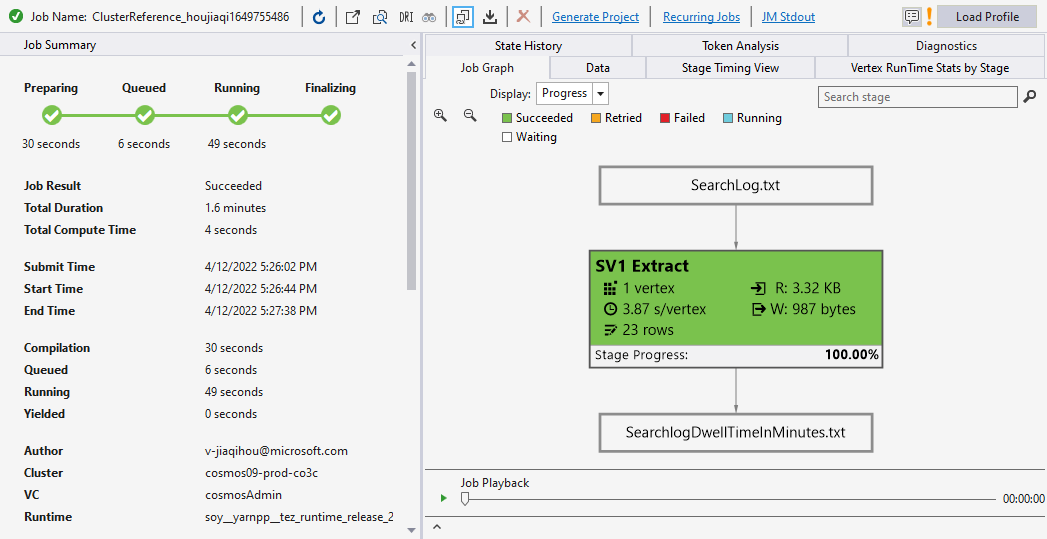 Job Name: ClusterReference_houjiaqi1649755486
DRI
Generate Project
Recurring Jobs
JM Stdout
Load Profile
Job Summary
Preparing Queued Running Finalizing
30 seconds 6 seconds 49 seconds
Job Result Succeeded
Total Duration 1.6 minutes
Total Compute Time 4 seconds
Submit Time 4/12/2022 5:26:02 PM
Start Time 4/12/2022 5:26:44 PM
End Time 4/12/2022 5:27:38 PM
Compilation 30 seconds
Queued 6 seconds
Running 49 seconds
Yielded 0 seconds
Author v-jiaqihou@microsoft.com
Cluster cosmos09-prod-co3c
VC cosmosAdmin
Runtime soy__yarnpp__tez_runtime_release_2
State History Token Analysis Diagnostics
Job Graph Data Stage Timing View Vertex RunTime Stats by Stage
Display: Progress Search stage
Succeeded Retried Failed Running
Waiting
SearchLog.txt
SV1 Extract
1 vertex R: 3.32 KB
3.87 s/vertex W: 987 bytes
23 rows
Stage Progress: 100.00%
SearchlogDwellTimeInMinutes.txt
Job Playback
00:00:00